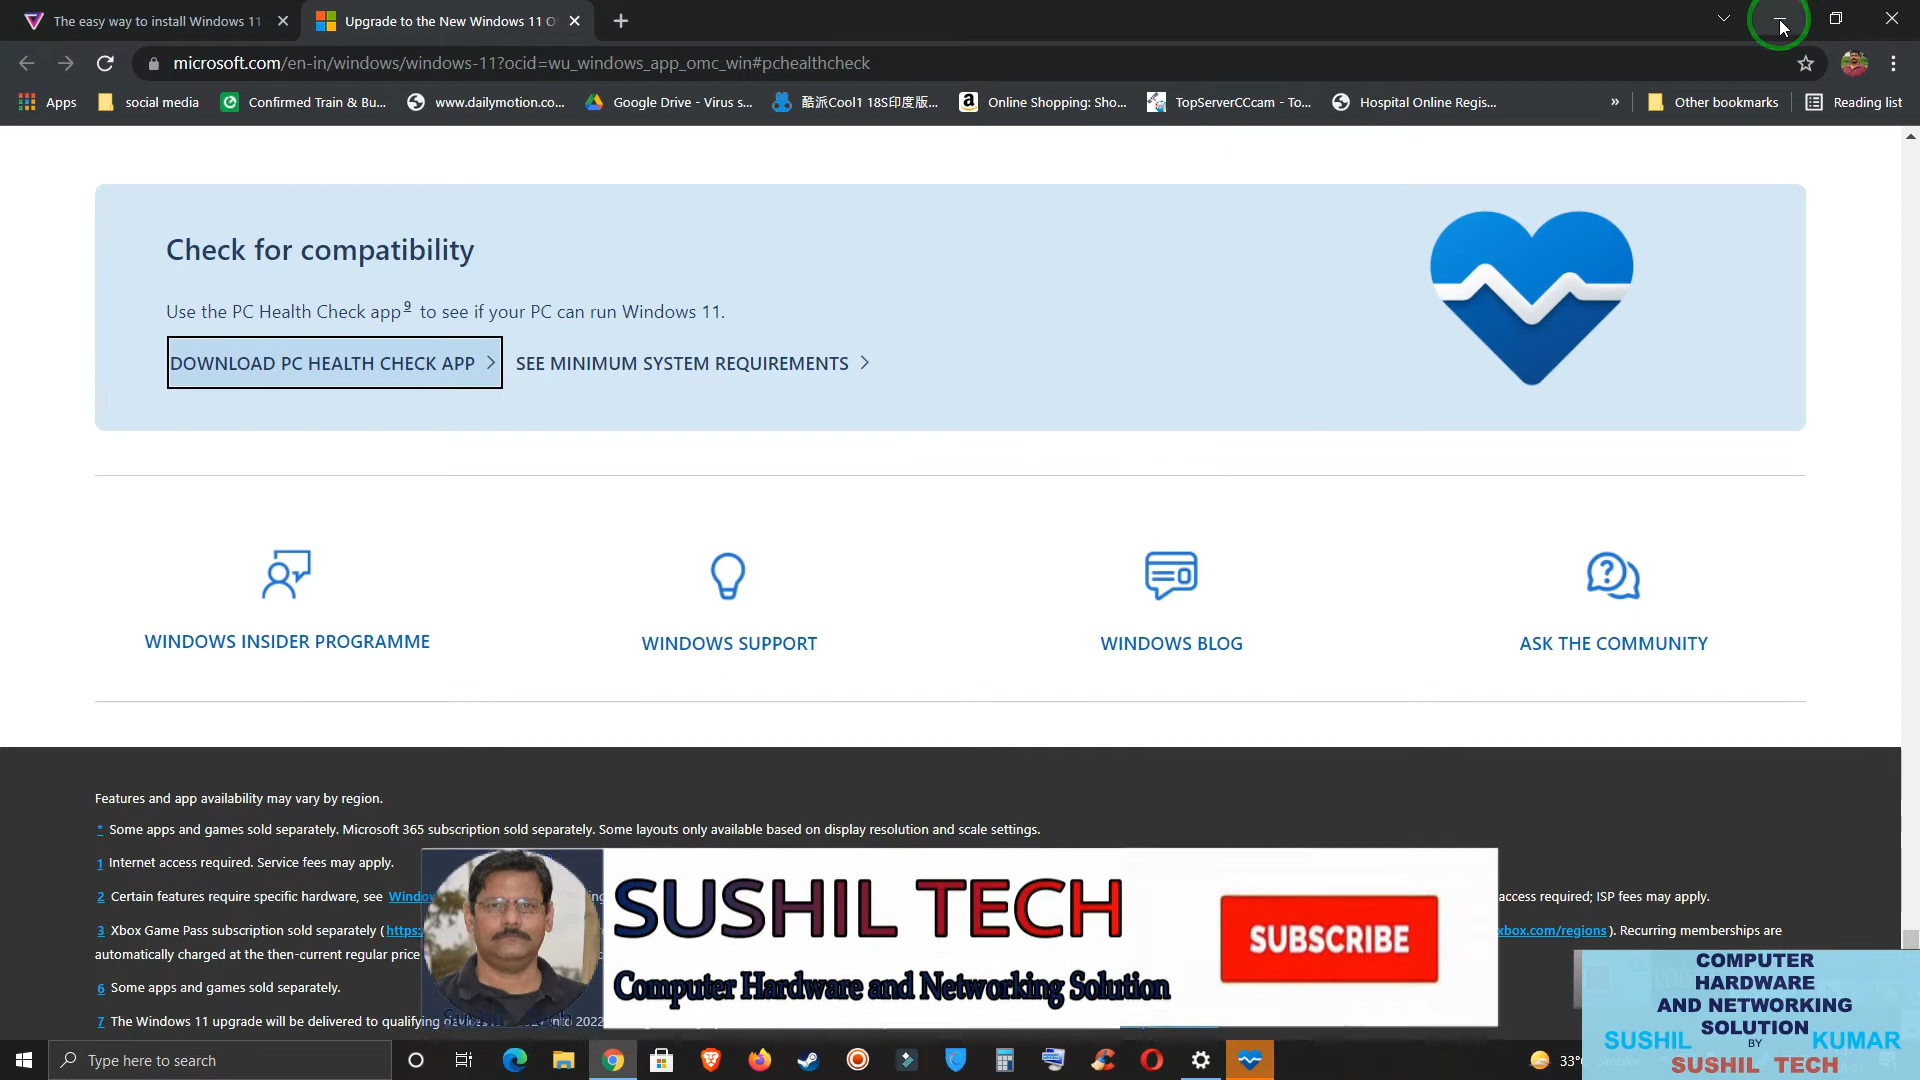 The easy way to install Windows 11
Upgrade to the New Windows 11 O
microsoft.com/en-in/windows/windows-11?ocid=wu_windows_app_omc_win#pchealthcheck
Apps
social media
Confirmed Train & Bu...
www.dailymotion.co...
Google Drive - Virus s...
酷派Cool1 18S印度版...
Online Shopping: Sho...
TopServerCCcam - To...
Hospital Online Regis...
»
Other bookmarks
Reading list
Check for compatibility
Use the PC Health Check app9 to see if your PC can run Windows 11.
DOWNLOAD PC HEALTH CHECK APP
SEE MINIMUM SYSTEM REQUIREMENTS
WINDOWS INSIDER PROGRAMME
WINDOWS SUPPORT
WINDOWS BLOG
ASK THE COMMUNITY
Features and app availability may vary by region.
* Some apps and games sold separately. Microsoft 365 subscription sold separately. Some layouts only available based on display resolution and scale settings.
1 Internet access required. Service fees may apply.
2 Certain features require specific hardware, see
access required; ISP fees may apply.
3 Xbox Game Pass subscription sold separately (https:
xbox.com/regions). Recurring memberships are
automatically charged at the then-current regular price
6 Some apps and games sold separately.
7 The Windows 11 upgrade will be delivered to qualifying
2022
SUSHIL TECH
Computer Hardware and Networking Solution
SUBSCRIBE
COMPUTER
HARDWARE
AND NETWORKING
SOLUTION
SUSHIL BY KUMAR
SUSHIL TECH
Type here to search
33°